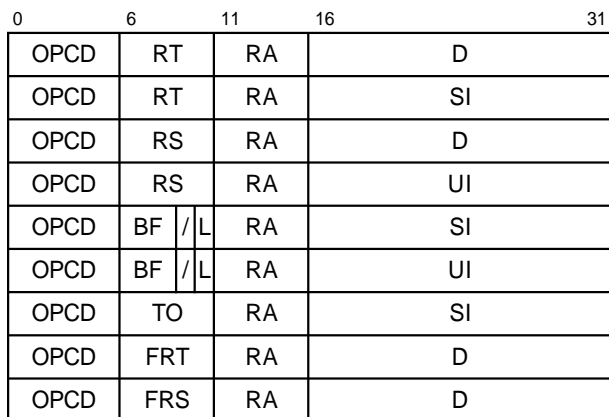 0 6 11 16 31
OPCD RT RA D
OPCD RT RA SI
OPCD RS RA D
OPCD RS RA UI
OPCD BF / L RA SI
OPCD BF / L RA UI
OPCD TO RA SI
OPCD FRT RA D
OPCD FRS RA D